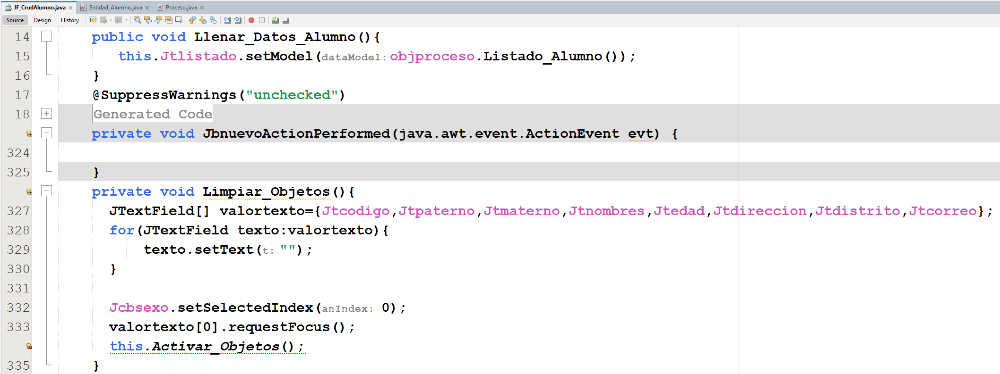 JF_CrudAlumno.java Entidad_Alumno.java Proceso.java
Source Design History
14 public void Llenar_Datos_Alumno(){
15 this.Jtlistado.setModel(dataModel: objproceso.Listado_Alumno());
16 }
17 @SuppressWarnings("unchecked")
18 Generated Code
private void JbnuevoActionPerformed(java.awt.event.ActionEvent evt) {
324
325 }
private void Limpiar_Objetos(){
327 JTextField[] valortexto={Jtcodigo,Jtpaterno,Jtmaterno,Jtnombres,Jtedad,Jtdireccion,Jtdistrito,Jtcorreo};
328 for(JTextField texto:valortexto){
329 texto.setText(t: "");
330 }
331
332 Jcbsexo.setSelectedIndex(anIndex: 0);
333 valortexto[0].requestFocus();
this.Activar_Objetos();
335 }